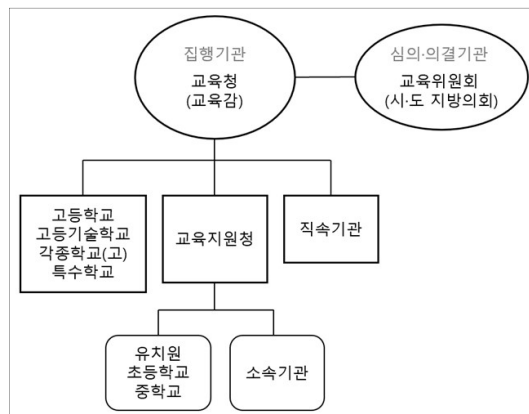 집행기관
교육청
(교육감)
심의·의결기관
교육위원회
(시·도 지방의회)
고등학교
고등기술학교
각종학교(고)
특수학교
교육지원청
직속기관
유치원
초등학교
중학교
소속기관